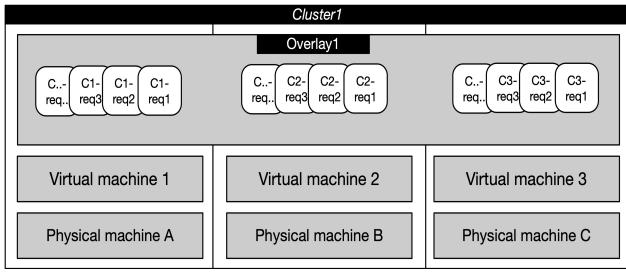 Cluster1
Overlay1
C..- C1- C1- C1-
req.. req3 req2 req1
C..- C2- C2- C2-
req.. req3 req2 req1
C..- C3- C3- C3-
req.. req3 req2 req1
Virtual machine 1
Virtual machine 2
Virtual machine 3
Physical machine A
Physical machine B
Physical machine C